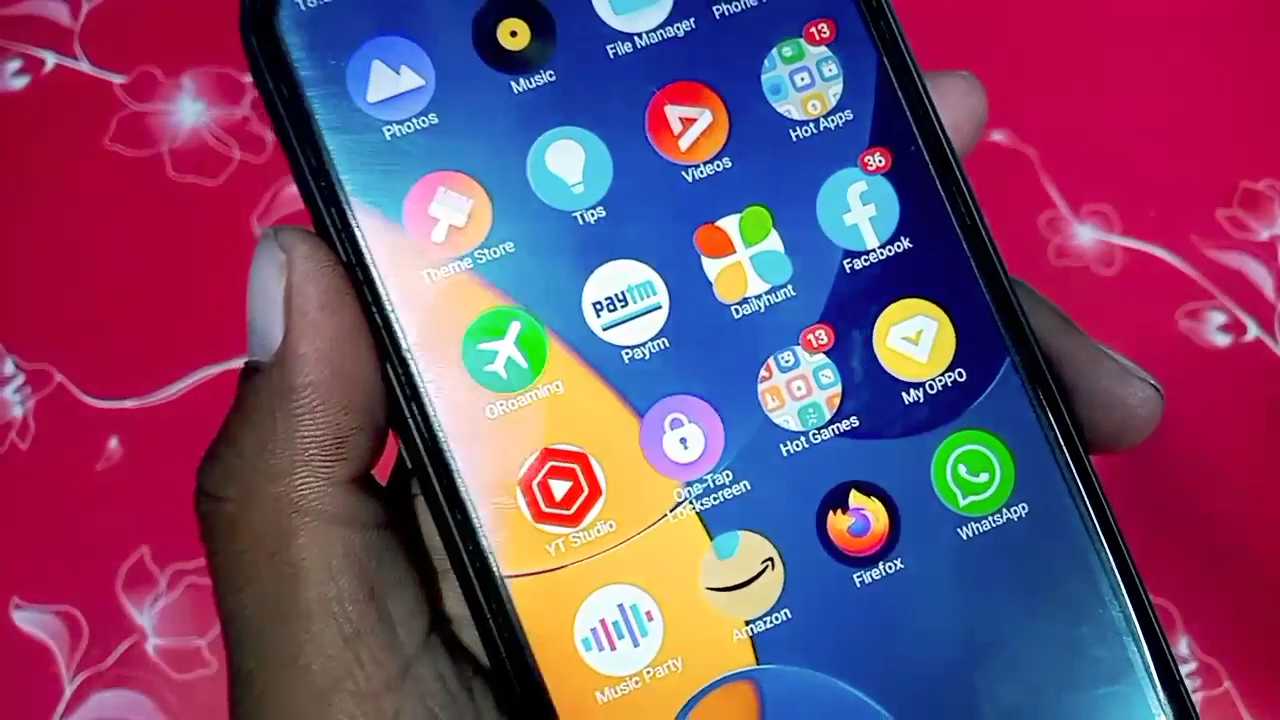 Photos
Music
File Manager
Phone
Theme Store
Tips
Videos
13
Hot Apps
ORoaming
paytm
Paytm
Dailyhunt
36
Facebook
YT Studio
One-Tap
Lockscreen
13
Hot Games
My OPPO
Music Party
Amazon
Firefox
WhatsApp